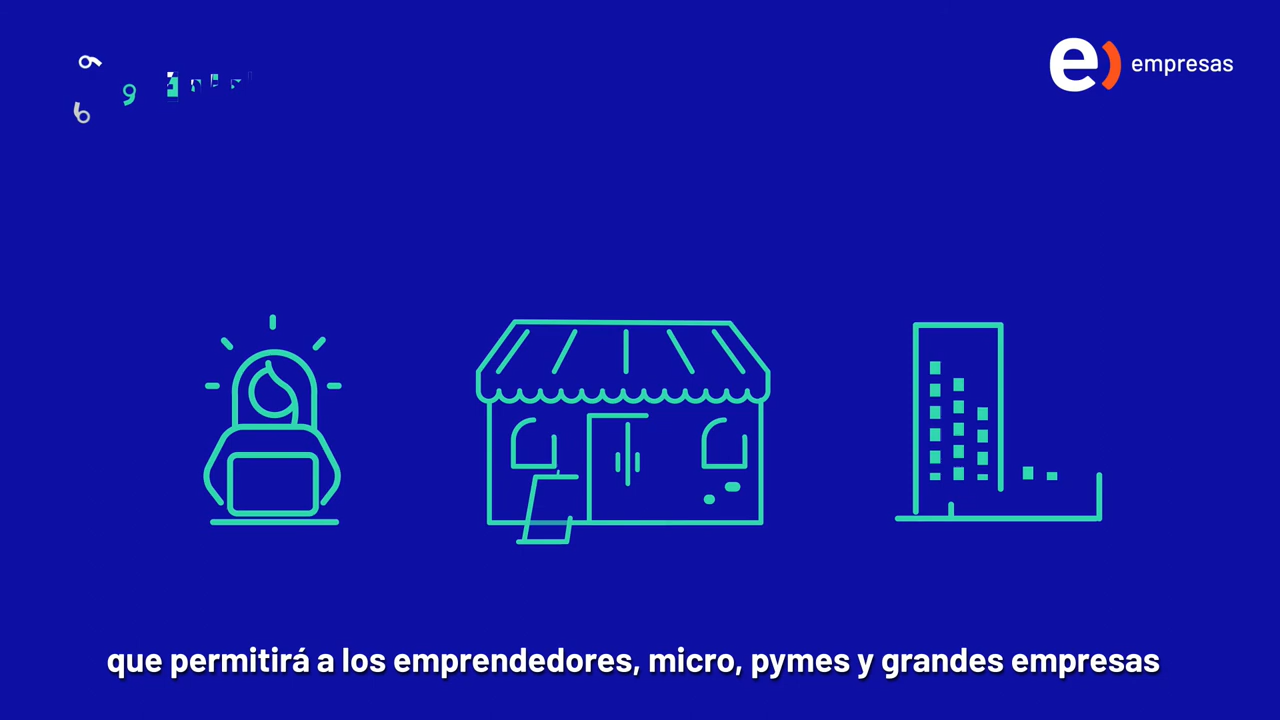 e) empresas
que permitirá a los emprendedores, micro, pymes y grandes empresas